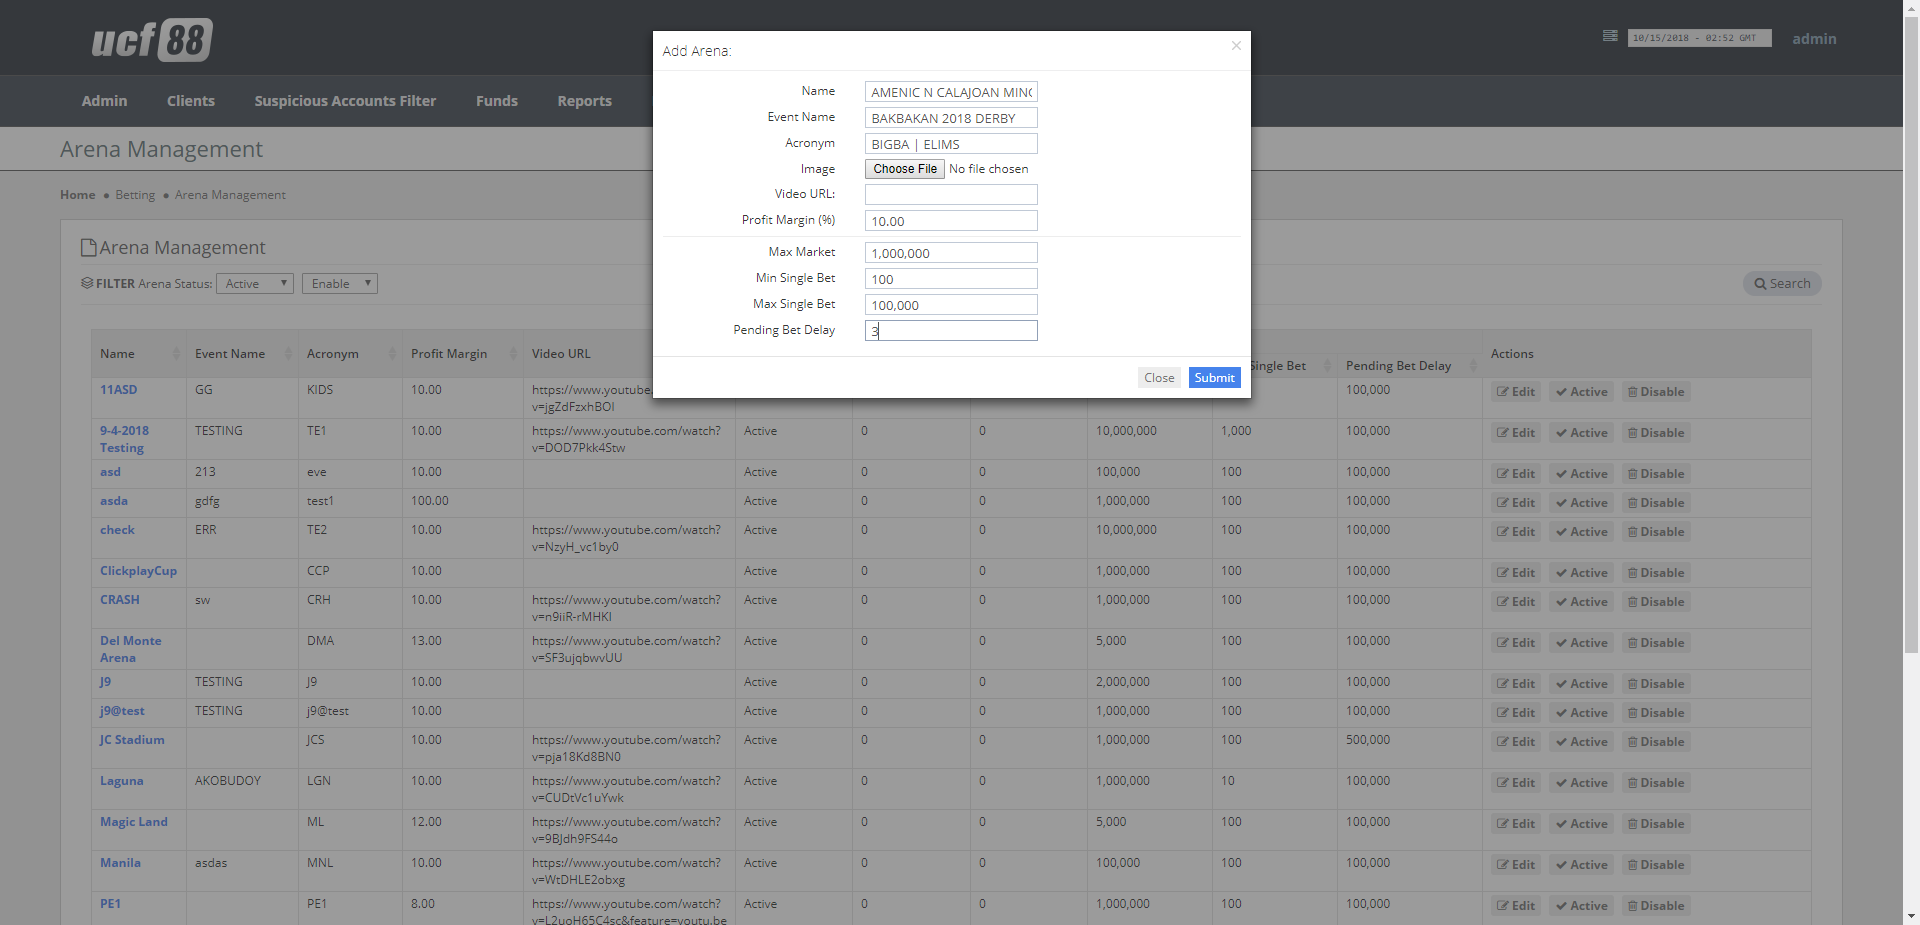 ucf 88
10/15/2018 - 02:52 GMT
admin
Admin
Clients
Suspicious Accounts Filter
Funds
Reports
Arena Management
Home • Betting • Arena Management
Arena Management
FILTER Arena Status: Active Enable
Search
Add Arena:
×
Name AMENIC N CALAJOAN MIN
Event Name BAKBAKAN 2018 DERBY
Acronym BIGBA | ELIMS
Image Choose File No file chosen
Video URL:
Profit Margin (%) 10.00
Max Market 1,000,000
Min Single Bet 100
Max Single Bet 100,000
Pending Bet Delay 3
Close Submit
Name Event Name Acronym Profit Margin Video URL Single Bet Pending Bet Delay Actions
11ASD GG KIDS 10.00 https://www.youtube. 100,000 Edit Active Disable
v=jgZdFzxhBOI
9-4-2018 TESTING TE1 10.00 https://www.youtube.com/watch? Active 0 0 10,000,000 1,000 100,000 Edit Active Disable
Testing v=DOD7Pkk4Stw
asd 213 eve 10.00 Active 0 0 100,000 100 100,000 Edit Active Disable
asda gdfg test1 100.00 Active 0 0 1,000,000 100 100,000 Edit Active Disable
check ERR TE2 10.00 https://www.youtube.com/watch? Active 0 0 10,000,000 100 100,000 Edit Active Disable
v=NzyH_vc1by0
ClickplayCup CCP 10.00 Active 0 0 1,000,000 100 100,000 Edit Active Disable
CRASH sw CRH 10.00 https://www.youtube.com/watch? Active 0 0 1,000,000 100 100,000 Edit Active Disable
v=n9iiR-rMHKI
Del Monte DMA 13.00 https://www.youtube.com/watch? Active 0 0 5,000 100 100,000 Edit Active Disable
Arena v=SF3ujqbwvUU
J9 TESTING J9 10.00 Active 0 0 2,000,000 100 100,000 Edit Active Disable
j9@test TESTING j9@test 10.00 Active 0 0 1,000,000 100 100,000 Edit Active Disable
JC Stadium JCS 10.00 https://www.youtube.com/watch? Active 0 0 1,000,000 100 500,000 Edit Active Disable
v=pja18Kd8BN0
Laguna AKOBUDOY LGN 10.00 https://www.youtube.com/watch? Active 0 0 1,000,000 10 100,000 Edit Active Disable
v=CUDtVc1uYwk
Magic Land ML 12.00 https://www.youtube.com/watch? Active 0 0 5,000 100 100,000 Edit Active Disable
v=9BJdh9FS44o
Manila asdas MNL 10.00 https://www.youtube.com/watch? Active 0 0 100,000 100 100,000 Edit Active Disable
v=WtDHLE2obxg
PE1 PE1 8.00 https://www.youtube.com/watch? Active 0 0 1,000,000 100 100,000 Edit Active Disable
v=L2uoH65C4sc&feature=youtu.be